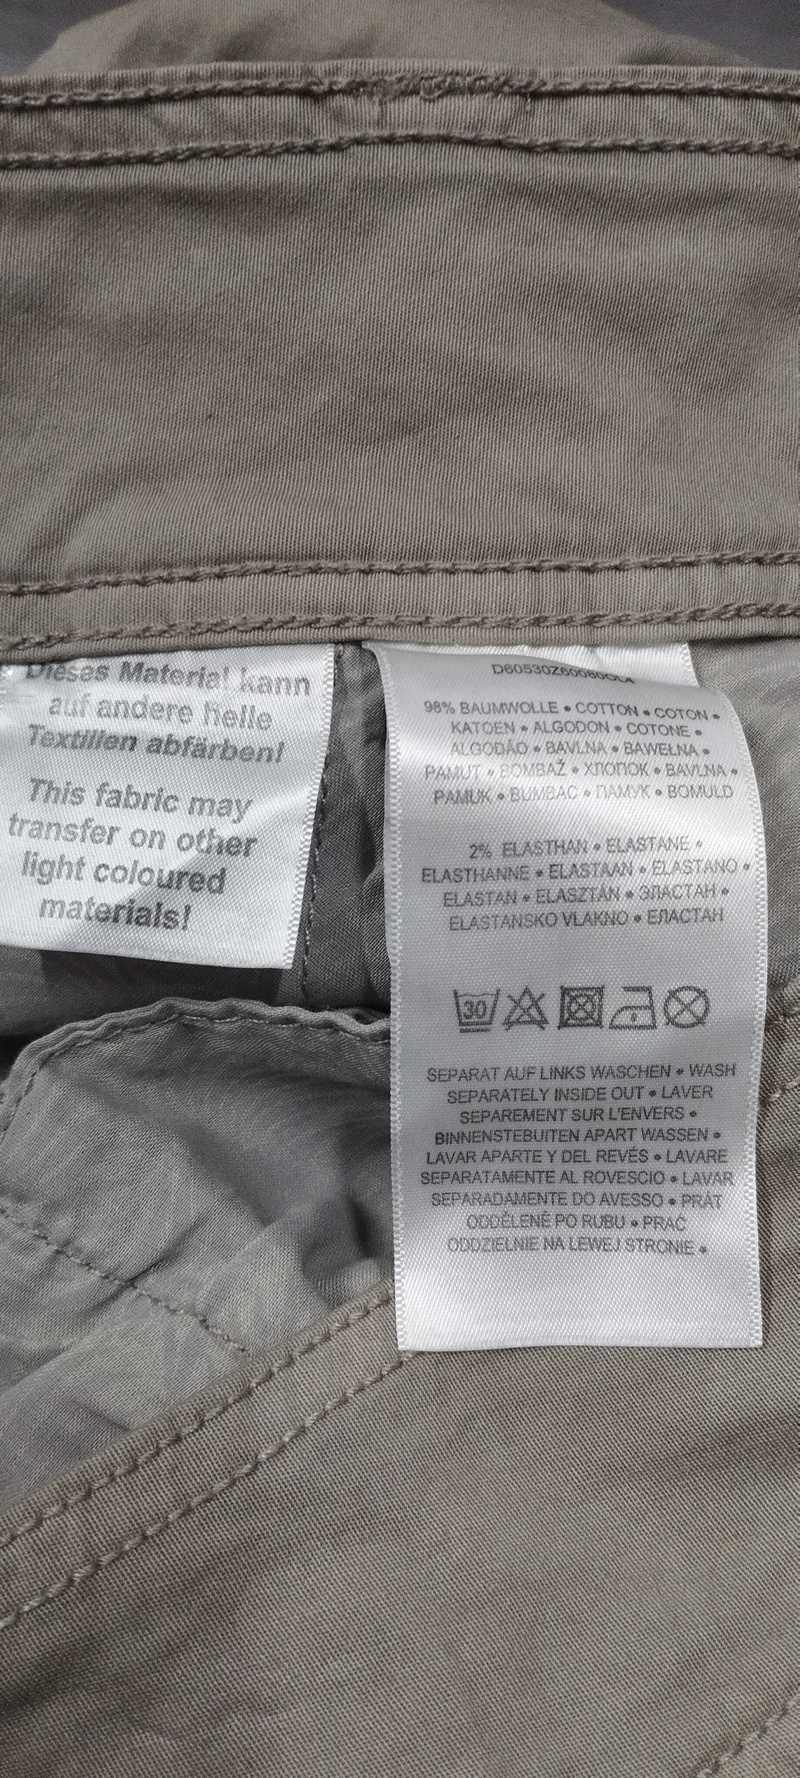 Dieses Material kann
auf andere helle
Textilien abfärben!
This fabric may
transfer on other
light coloured
materials!
98% BAUMWOLLE • COTTON • COTON •
KATOEN • ALGODON • COTONE •
ALGODÃO • BAVLNA • BAWEŁNA •
PAMUT • BOMBAŽ • ХЛОПОК • BAVLNA •
PAMUK • BUMBAC • ПАМУК • BOMULD
2% ELASTHAN • ELASTANE •
ELASTHANNE • ELASTAAN • ELASTANO •
ELASTAN • ELASZTÁN • ЭЛАСТАН •
ELASTANSKO VLAKNO • ЕЛАСТАН
30
SEPARAT AUF LINKS WASCHEN • WASH
SEPARATELY INSIDE OUT • LAVER
SEPAREMENT SUR L'ENVERS •
BINNENSTEBUITEN APART WASSEN •
LAVAR APARTE Y DEL REVÉS • LAVARE
SEPARATAMENTE AL ROVESCIO • LAVAR
SEPARADAMENTE DO AVESSO • PRÁT
ODDĚLENĚ PO RUBU • PRAĆ
ODDZIELNIE NA LEWEJ STRONIE •